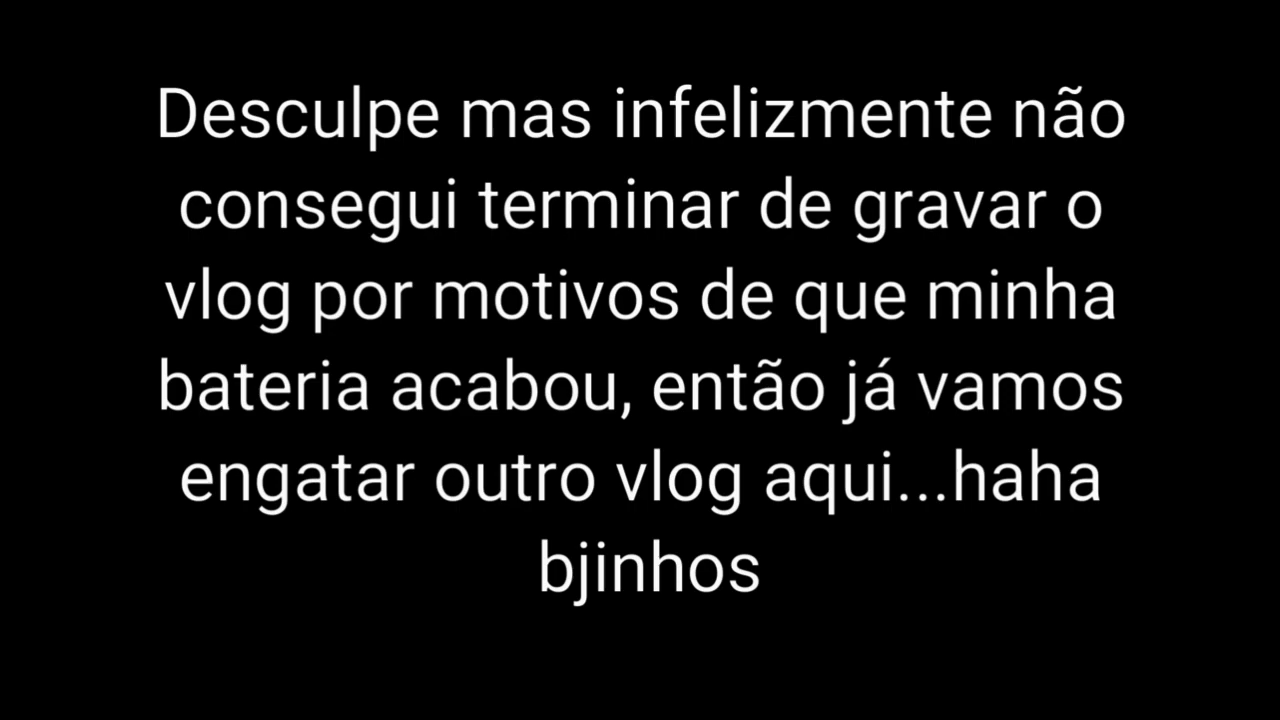 Desculpe mas infelizmente não
consegui terminar de gravar o
vlog por motivos de que minha
bateria acabou, então já vamos
engatar outro vlog aqui...haha
bjinhos